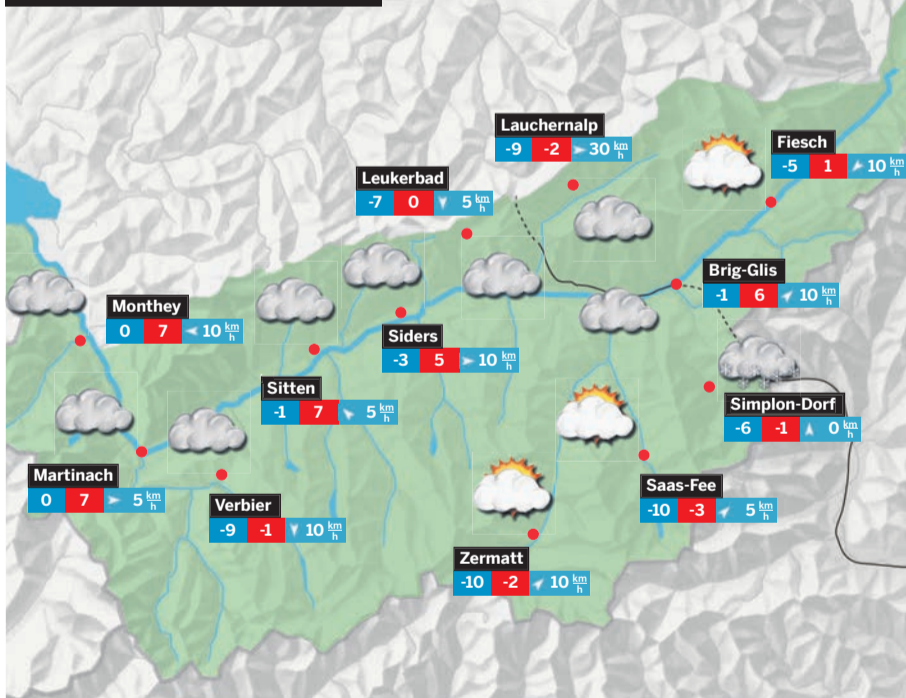 Lauchernalp
-9 -2 30 km/h
Fiesch
-5 1 10 km/h
Leukerbad
-7 0 5 km/h
Brig-Glis
-1 6 10 km/h
Monthey
0 7 10 km/h
Siders
-3 5 10 km/h
Sitten
-1 7 5 km/h
Simplon-Dorf
-6 -1 0 km/h
Martinach
0 7 5 km/h
Verbier
-9 -1 10 km/h
Saas-Fee
-10 -3 5 km/h
Zermatt
-10 -2 10 km/h